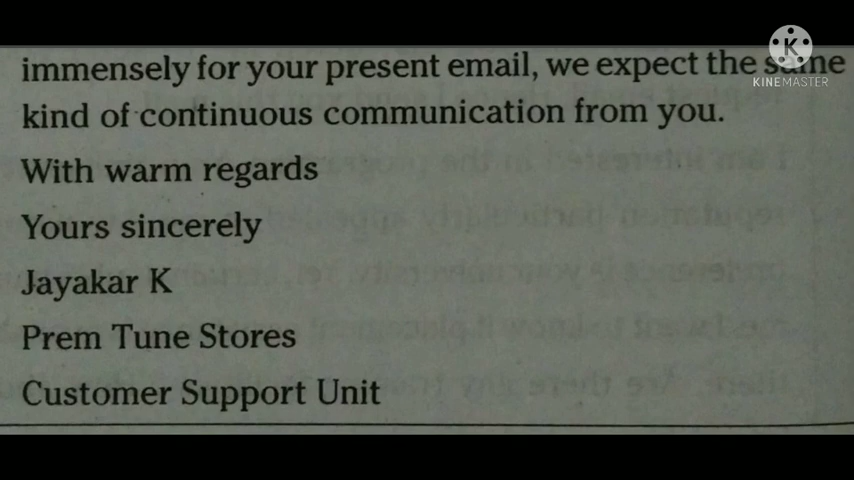 immensely for your present email, we expect the same
kind of continuous communication from you.
With warm regards
Yours sincerely
Jayakar K
Prem Tune Stores
Customer Support Unit
K
KINEMASTER